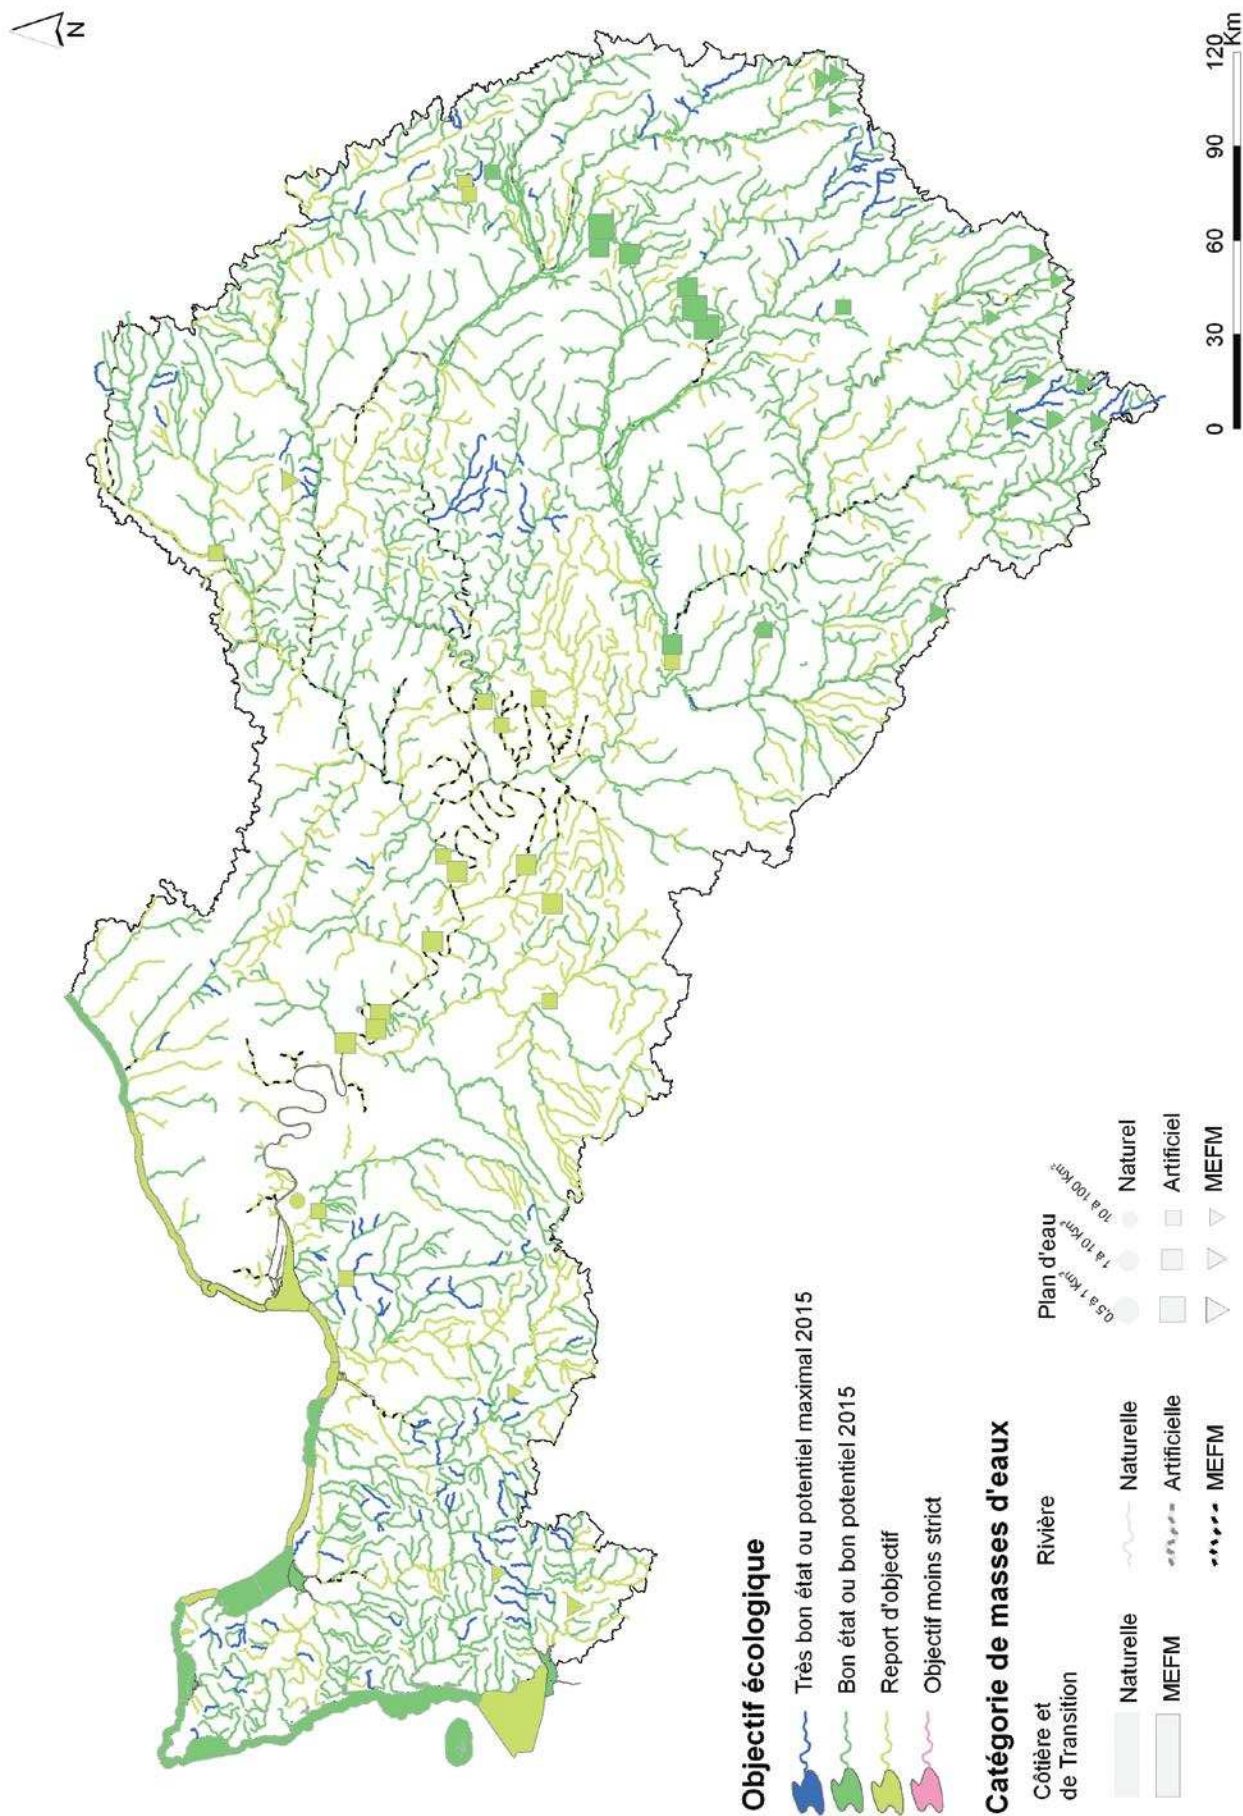 N
0 30 60 90 120
Km
Objectif écologique
Très bon état ou potentiel maximal 2015
Bon état ou bon potentiel 2015
Report d'objectif
Objectif moins strict
Catégorie de masses d'eaux
Côtière et
de Transition
Naturelle
MEFM
Rivière
Naturelle
Artificielle
MEFM
Plan d'eau
0,5 à 1 Km² 1 à 10 Km² 10 à 100 Km²
Naturel
Artificiel
MEFM